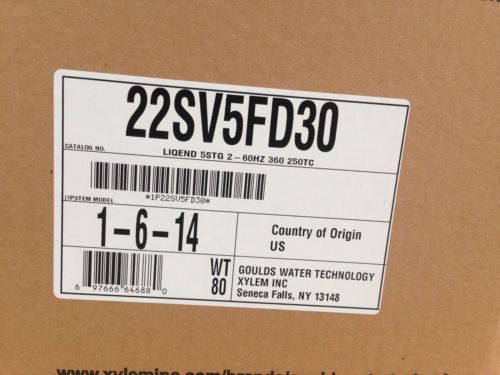 22SV5FD30
CATALOG NO.
LIQEND 5STG 2-60HZ 360 250TC
*1P22SV5FD30*
(1P)ITEM MODEL
1-6-14
Country of Origin
US
6 97666 64688 0
WT
80
GOULDS WATER TECHNOLOGY
XYLEM INC
Seneca Falls, NY 13148